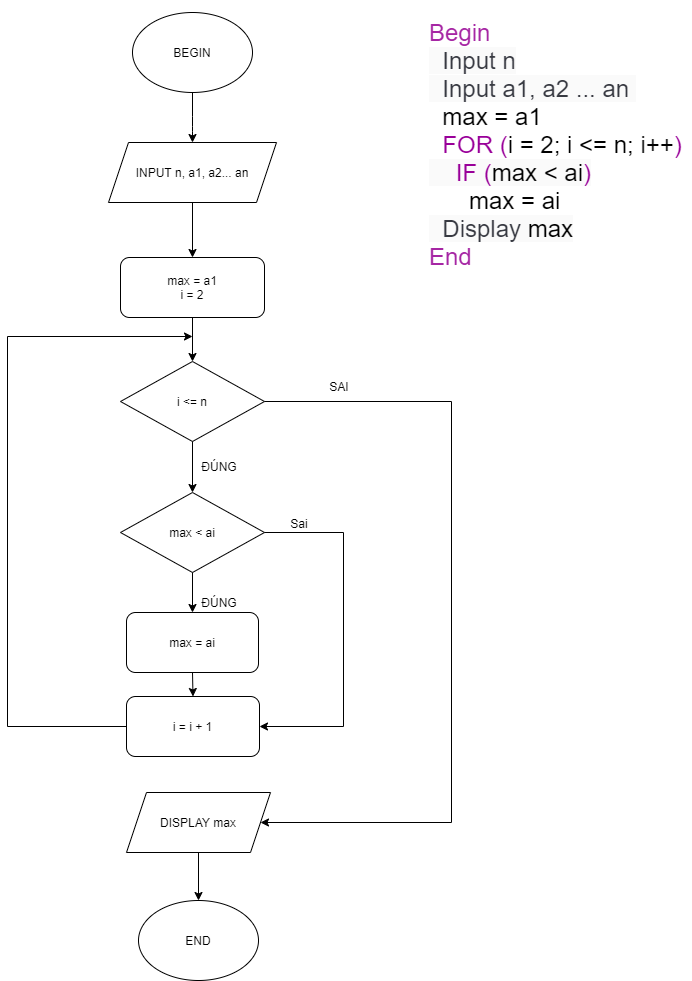 BEGIN
INPUT n, a1, a2... an
max = a1
i = 2
i <= n
SAI
ĐÚNG
max < ai
Sai
ĐÚNG
max = ai
i = i + 1
DISPLAY max
END
Begin
Input n
Input a1, a2 ... an
max = a1
FOR (i = 2; i <= n; i++)
IF (max < ai)
max = ai
Display max
End